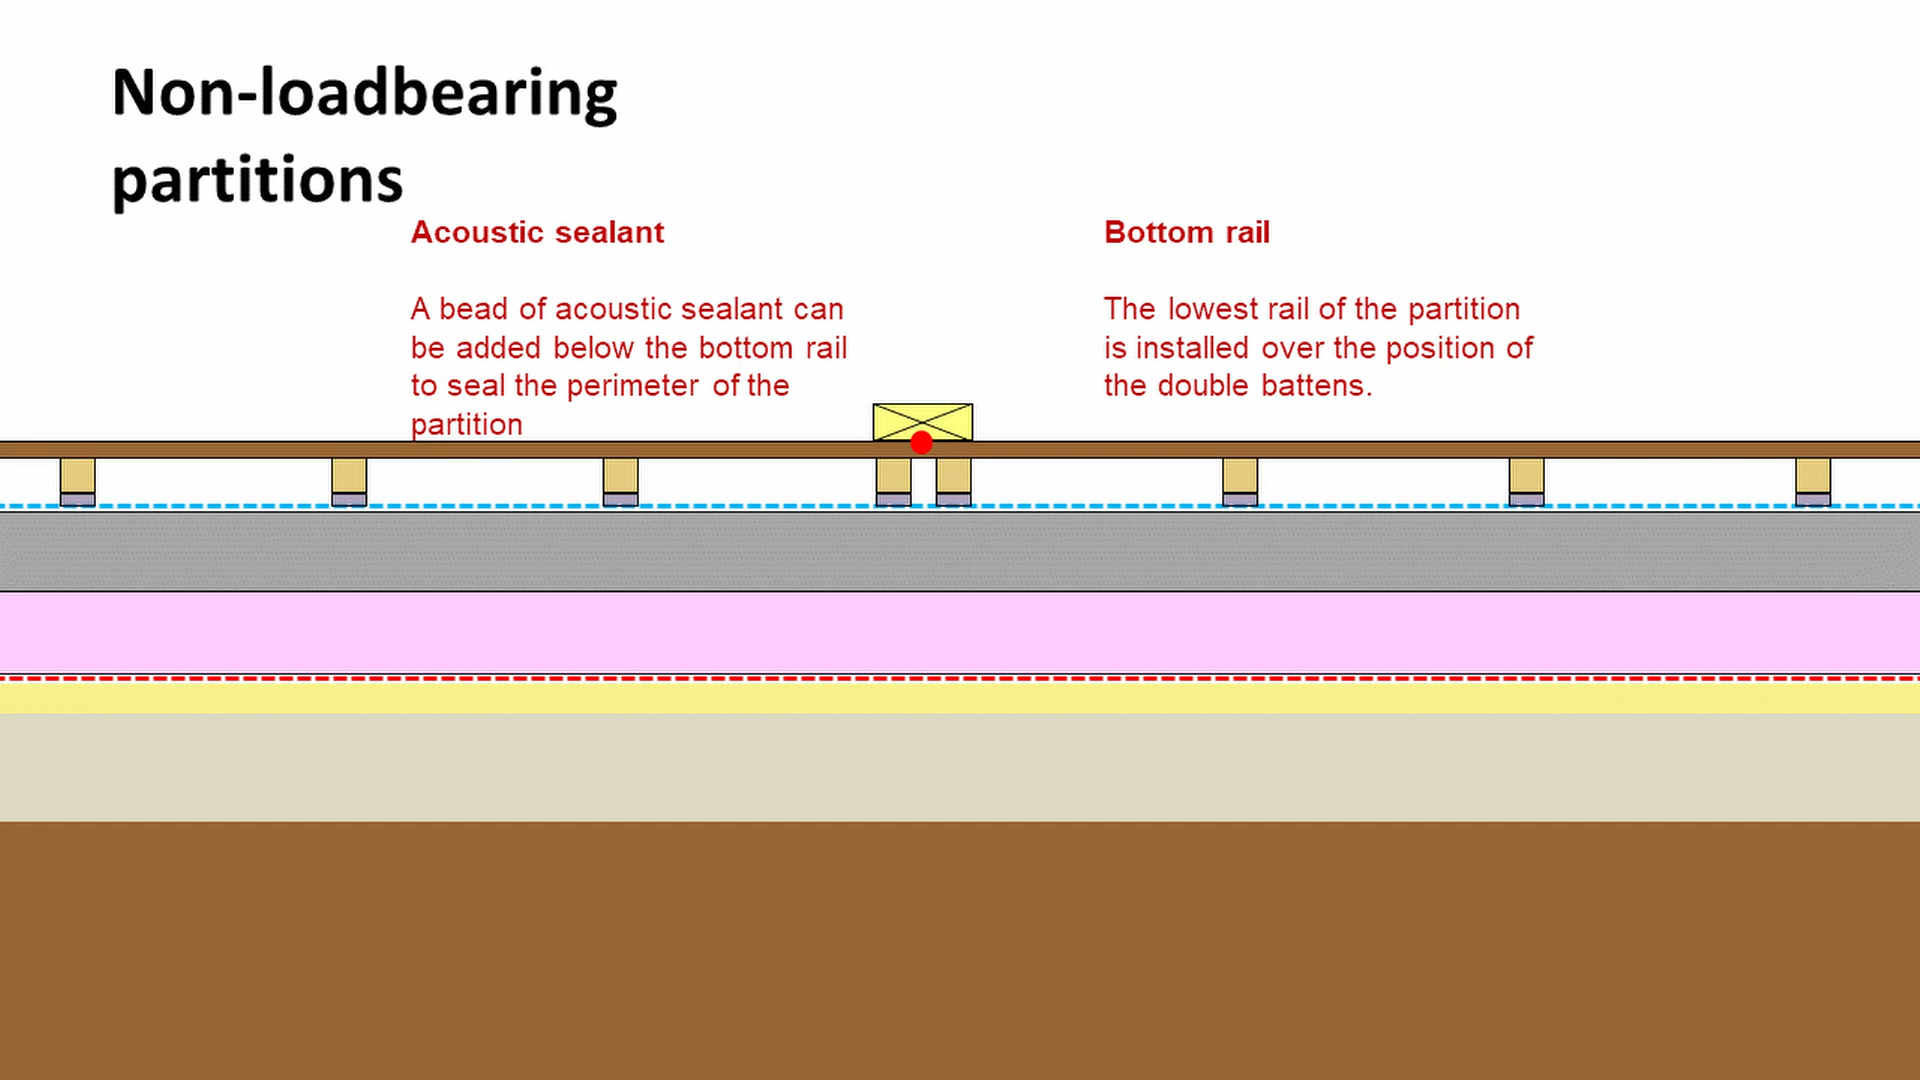 Non-loadbearing
partitions
Acoustic sealant
A bead of acoustic sealant can
be added below the bottom rail
to seal the perimeter of the
partition
Bottom rail
The lowest rail of the partition
is installed over the position of
the double battens.